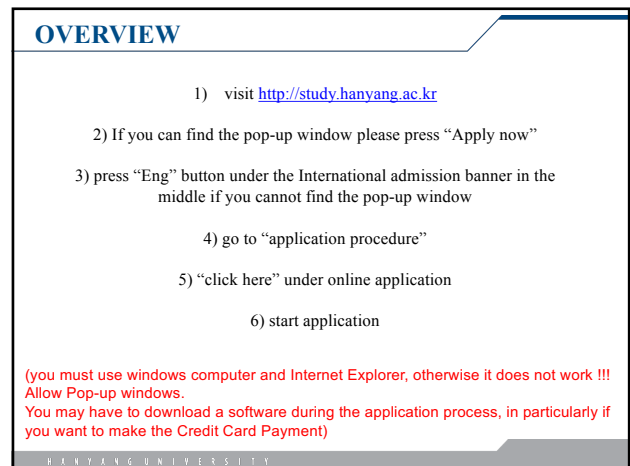 OVERVIEW
1) visit http://study.hanyang.ac.kr
2) If you can find the pop-up window please press “Apply now”
3) press “Eng” button under the International admission banner in the
middle if you cannot find the pop-up window
4) go to “application procedure”
5) “click here” under online application
6) start application
(you must use windows computer and Internet Explorer, otherwise it does not work !!!
Allow Pop-up windows.
You may have to download a software during the application process, in particularly if
you want to make the Credit Card Payment)
HANYANG UNIVERSITY